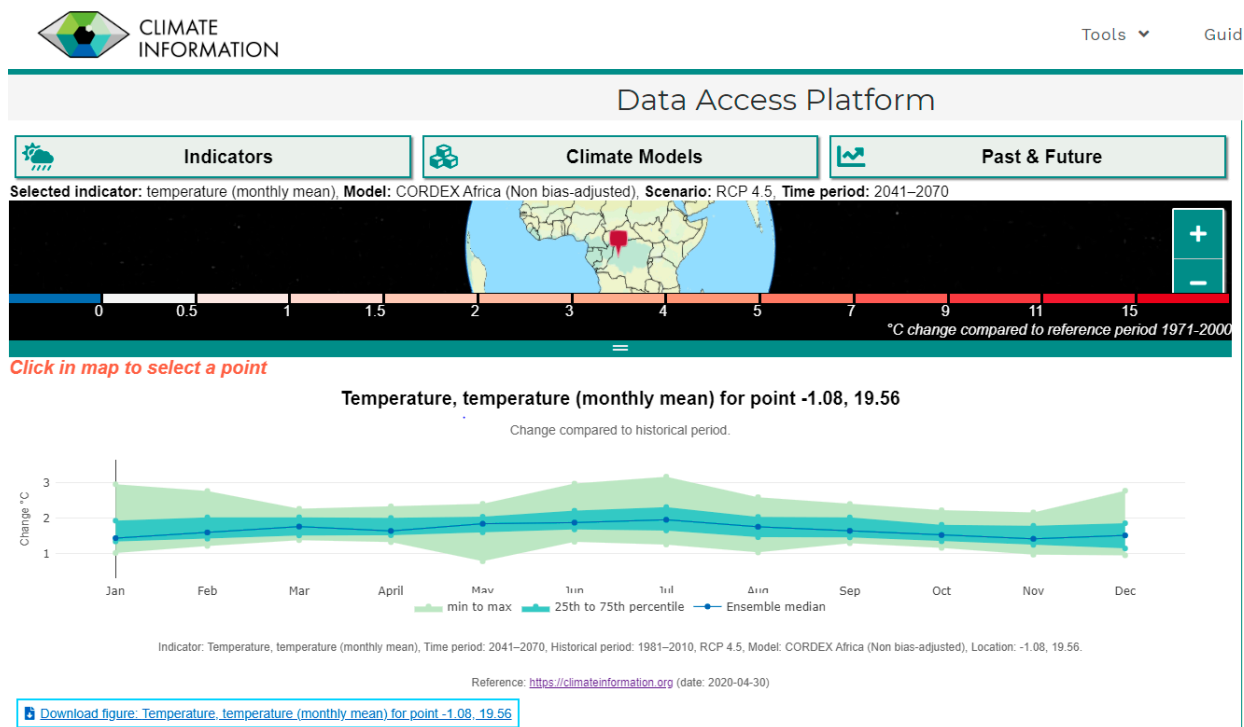 CLIMATE
INFORMATION
Tools
Guid
Data Access Platform
Indicators
Climate Models
Past & Future
Selected indicator: temperature (monthly mean), Model: CORDEX Africa (Non bias-adjusted), Scenario: RCP 4.5, Time period: 2041–2070
+
−
0 0.5 1 1.5 2 3 4 5 7 9 11 15
°C change compared to reference period 1971-2000
Click in map to select a point
Temperature, temperature (monthly mean) for point -1.08, 19.56
Change compared to historical period.
Change °C
3
2
1
Jan Feb Mar April May Jun Jul Aug Sep Oct Nov Dec
min to max 25th to 75th percentile Ensemble median
Indicator: Temperature, temperature (monthly mean), Time period: 2041–2070, Historical period: 1981–2010, RCP 4.5, Model: CORDEX Africa (Non bias-adjusted), Location: -1.08, 19.56.
Reference: https://climateinformation.org (date: 2020-04-30)
Download figure: Temperature, temperature (monthly mean) for point -1.08, 19.56